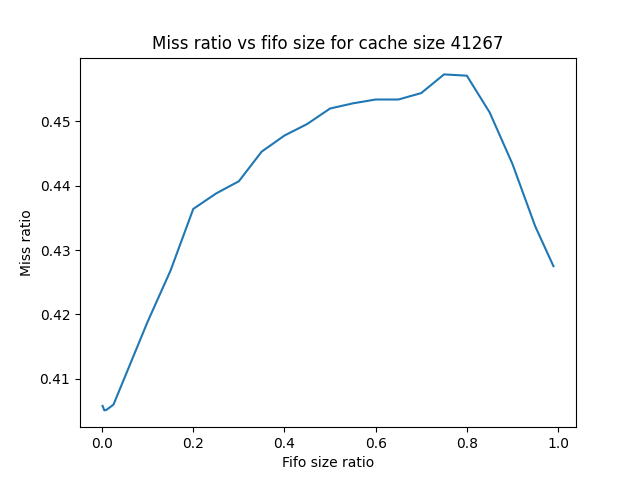 Miss ratio vs fifo size for cache size 41267
Miss ratio
0.45
0.44
0.43
0.42
0.41
0.0 0.2 0.4 0.6 0.8 1.0
Fifo size ratio